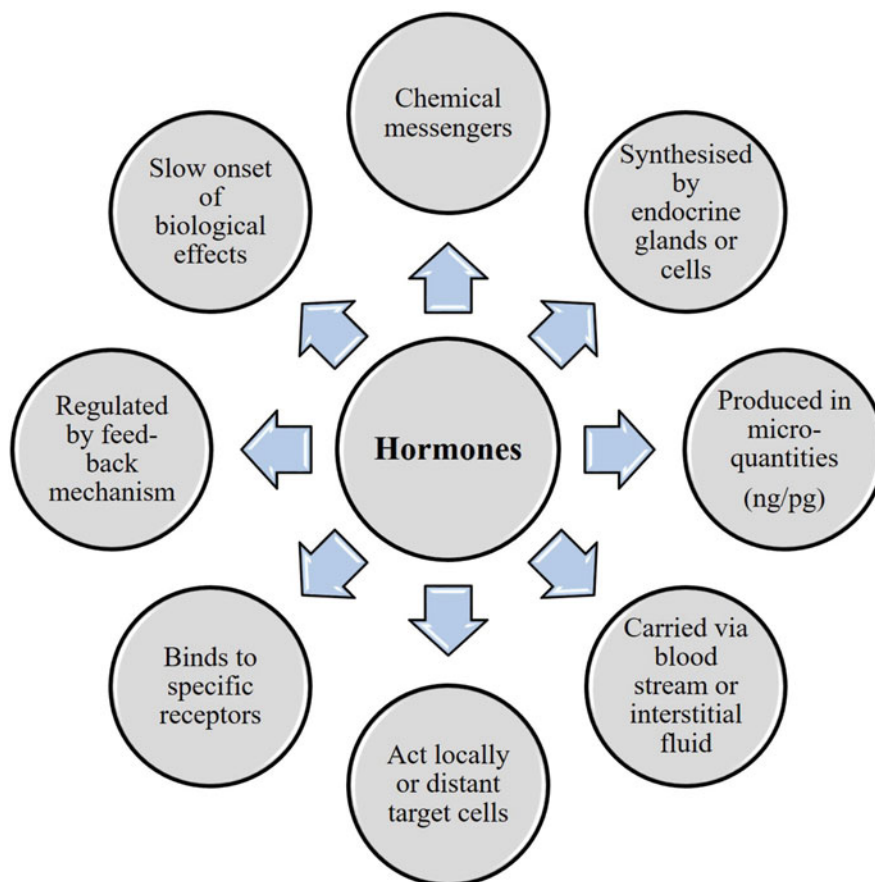 Chemical
messengers
Synthesised
by
endocrine
glands or
cells
Produced in
micro-
quantities
(ng/pg)
Carried via
blood
stream or
interstitial
fluid
Act locally
or distant
target cells
Binds to
specific
receptors
Regulated
by feed-
back
mechanism
Slow onset
of
biological
effects
Hormones